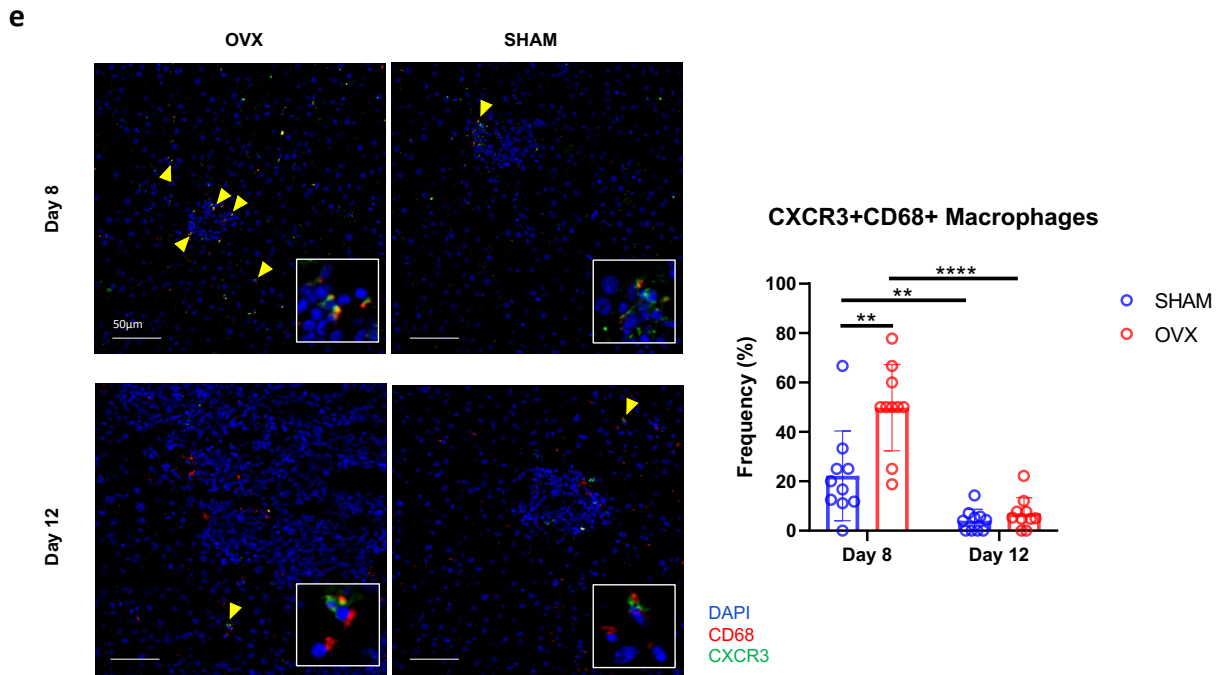 e
OVX
SHAM
Day 8
50µm
Day 12
DAPI
CD68
CXCR3
CXCR3+CD68+ Macrophages
Frequency (%)
100
80
60
40
20
0
****
**
**
Day 8
Day 12
SHAM
OVX